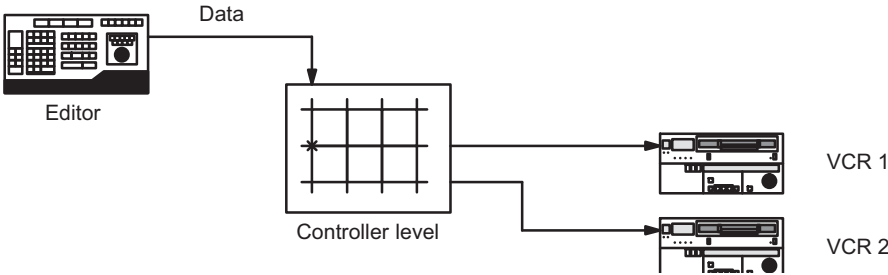 Data
Editor
Controller level
VCR 1
VCR 2